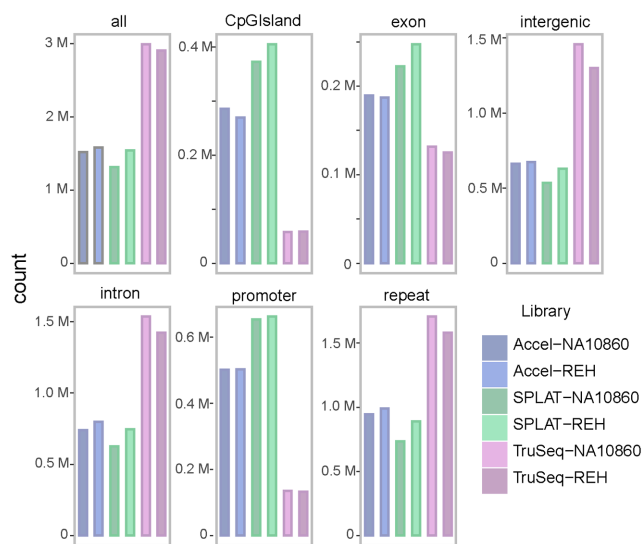 all
CpGIsland
exon
intergenic
3 M
2 M
1 M
0
0.4 M
0.2 M
0
0.2 M
0.1 M
0
1.5 M
1.0 M
0.5 M
0
count
intron
promoter
repeat
1.5 M
1.0 M
0.5 M
0
0.6 M
0.4 M
0.2 M
0
1.5 M
1.0 M
0.5 M
0
Library
Accel−NA10860
Accel−REH
SPLAT−NA10860
SPLAT−REH
TruSeq−NA10860
TruSeq−REH